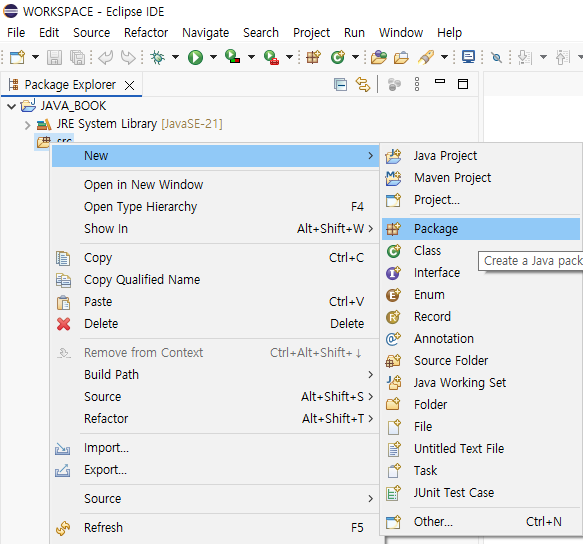 WORKSPACE - Eclipse IDE
File Edit Source Refactor Navigate Search Project Run Window Help
Package Explorer
JAVA_BOOK
JRE System Library [JavaSE-21]
src
New
Open in New Window
Open Type Hierarchy F4
Show In Alt+Shift+W
Copy Ctrl+C
Copy Qualified Name
Paste Ctrl+V
Delete Delete
Remove from Context Ctrl+Alt+Shift+↓
Build Path
Source Alt+Shift+S
Refactor Alt+Shift+T
Import...
Export...
Source
Refresh F5
Java Project
Maven Project
Project...
Package
Class
Create a Java pack
Interface
Enum
Record
Annotation
Source Folder
Java Working Set
Folder
File
Untitled Text File
Task
JUnit Test Case
Other... Ctrl+N